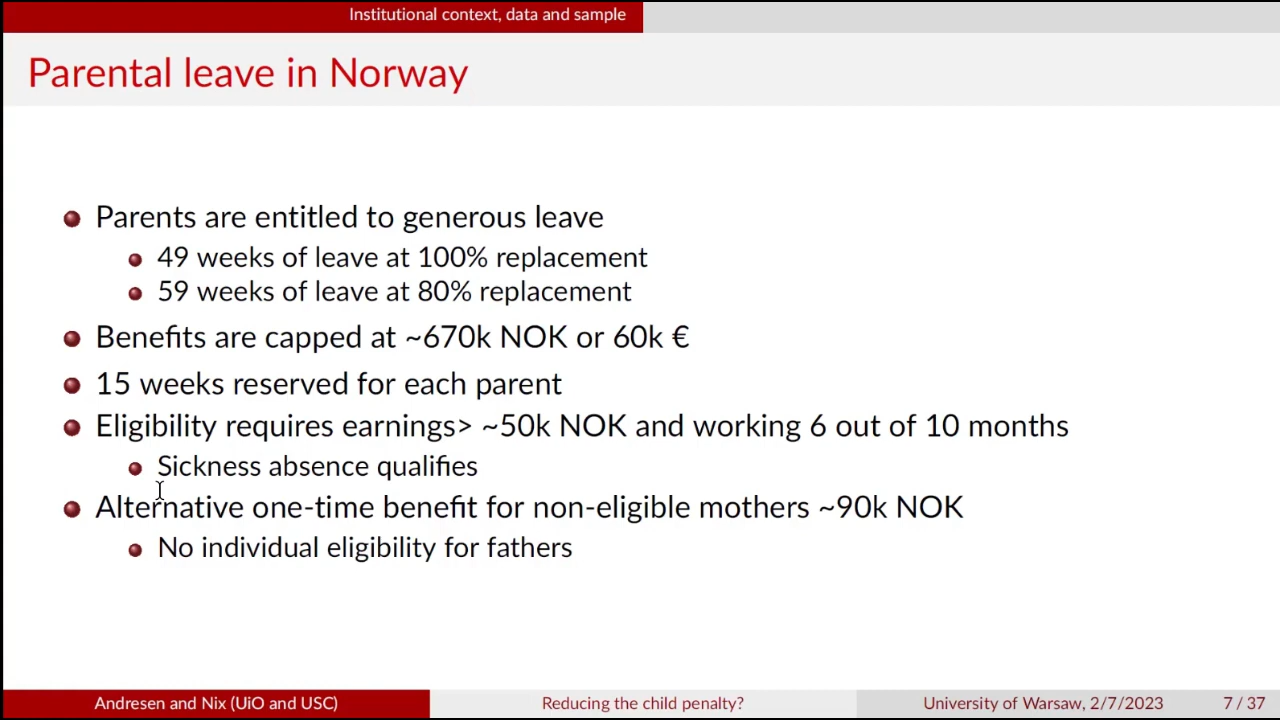 Institutional context, data and sample
Parental leave in Norway
Parents are entitled to generous leave
49 weeks of leave at 100% replacement
59 weeks of leave at 80% replacement
Benefits are capped at ~670k NOK or 60k €
15 weeks reserved for each parent
Eligibility requires earnings> ~50k NOK and working 6 out of 10 months
Sickness absence qualifies
Alternative one-time benefit for non-eligible mothers ~90k NOK
No individual eligibility for fathers
Andresen and Nix (UiO and USC) Reducing the child penalty? University of Warsaw, 2/7/2023 7 / 37